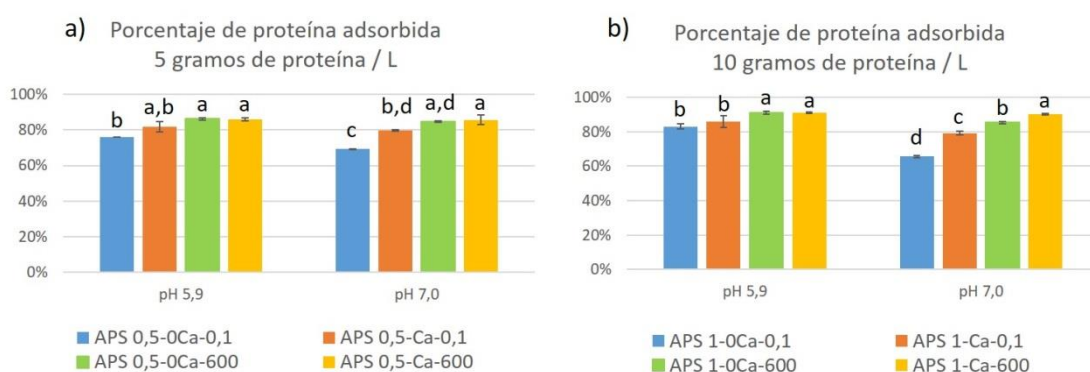 a)
Porcentaje de proteína adsorbida
5 gramos de proteína / L
100%
80%
60%
40%
20%
0%
b
a,b
a
a
c
b,d
a,d
a
pH 5,9
pH 7,0
APS 0,5-0Ca-0,1
APS 0,5-Ca-0,1
APS 0,5-0Ca-600
APS 0,5-Ca-600
b)
Porcentaje de proteína adsorbida
10 gramos de proteína / L
100%
80%
60%
40%
20%
0%
b
b
a
a
d
c
b
a
pH 5,9
pH 7,0
APS 1-0Ca-0,1
APS 1-Ca-0,1
APS 1-0Ca-600
APS 1-Ca-600